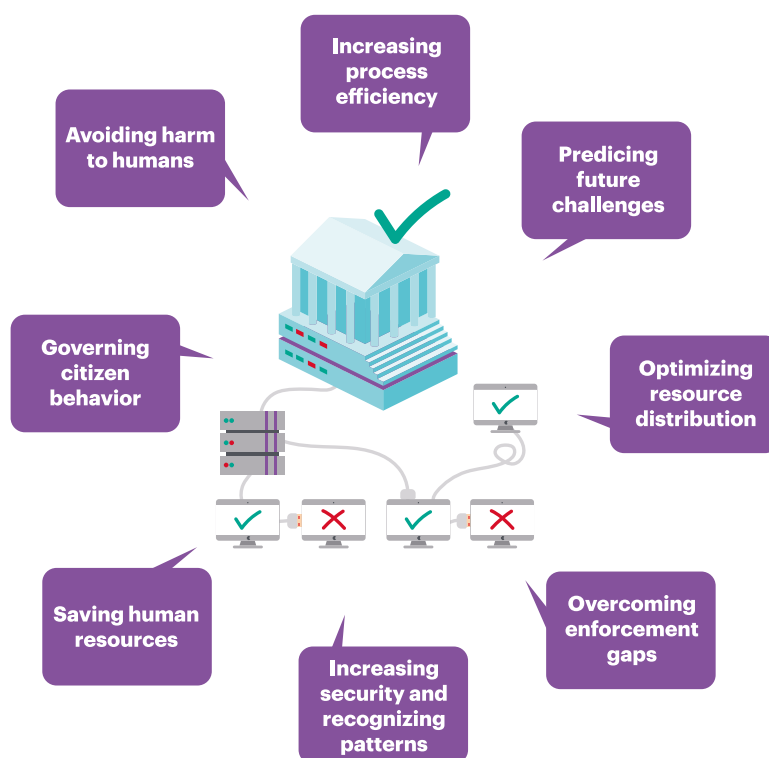 Increasing
process
efficiency
Avoiding harm
to humans
Predicing
future
challenges
Governing
citizen
behavior
Optimizing
resource
distribution
Saving human
resources
Overcoming
enforcement
gaps
Increasing
security and
recognizing
patterns